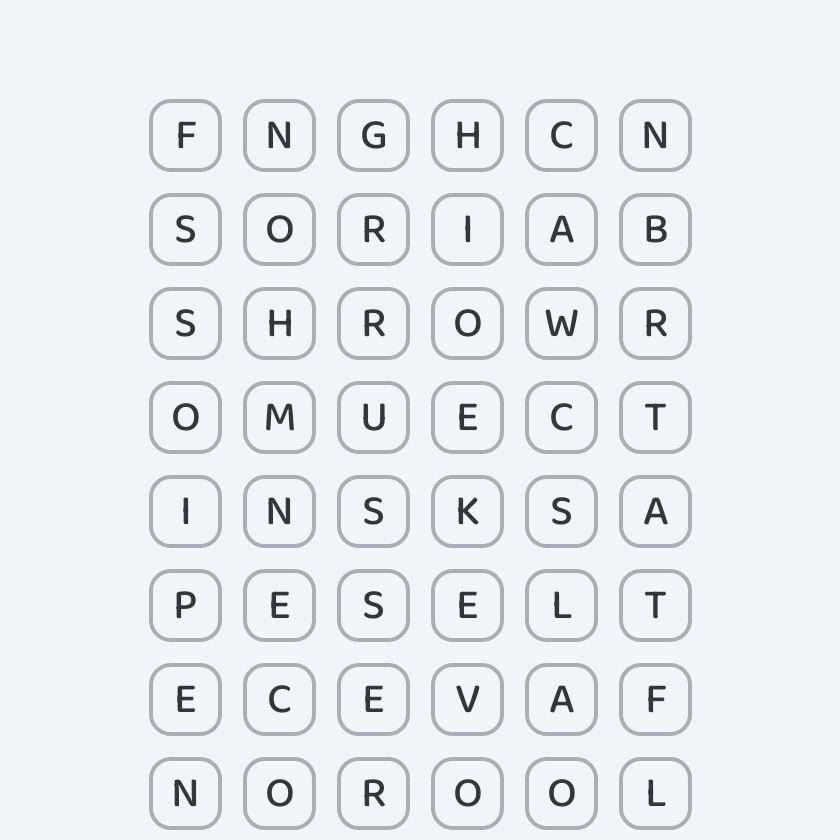 F N G H C N
S O R I A B
S H R O W R
O M U E C T
I N S K S A
P E S E L T
E C E V A F
N O R O O L